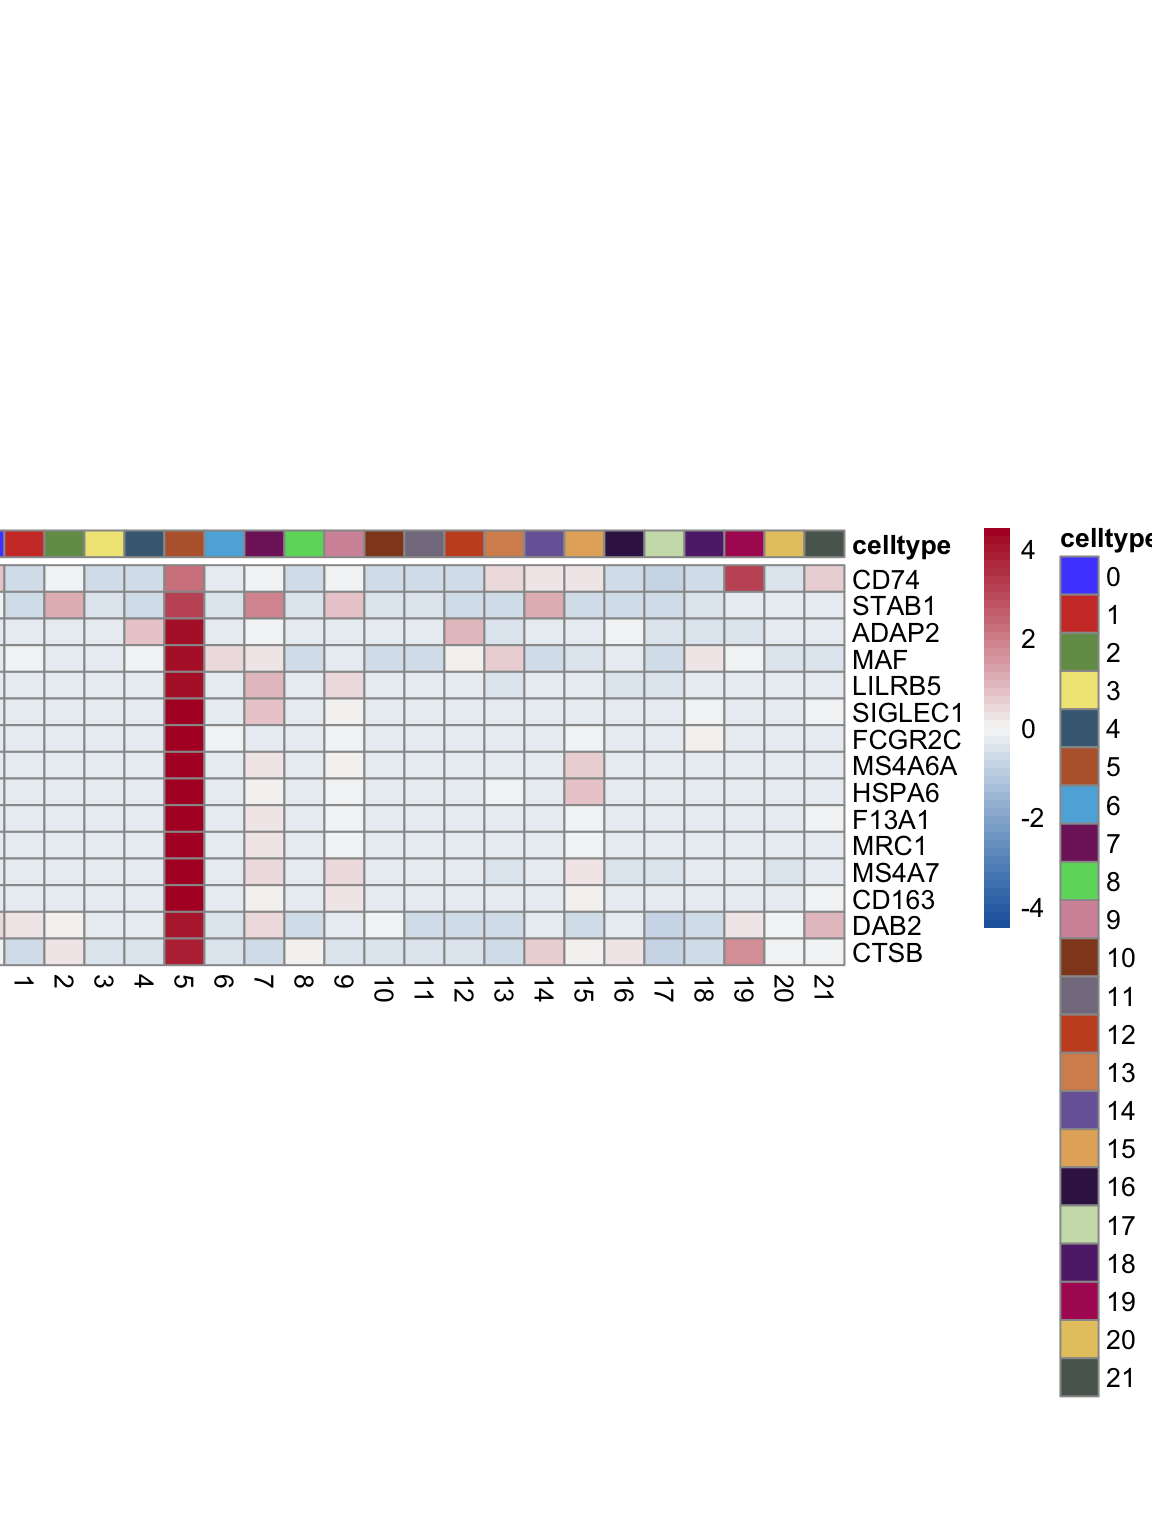 celltype
CD74
STAB1
ADAP2
MAF
LILRB5
SIGLEC1
FCGR2C
MS4A6A
HSPA6
F13A1
MRC1
MS4A7
CD163
DAB2
CTSB
1 2 3 4 5 6 7 8 9 10 11 12 13 14 15 16 17 18 19 20 21
4
2
0
-2
-4
celltype
0
1
2
3
4
5
6
7
8
9
10
11
12
13
14
15
16
17
18
19
20
21